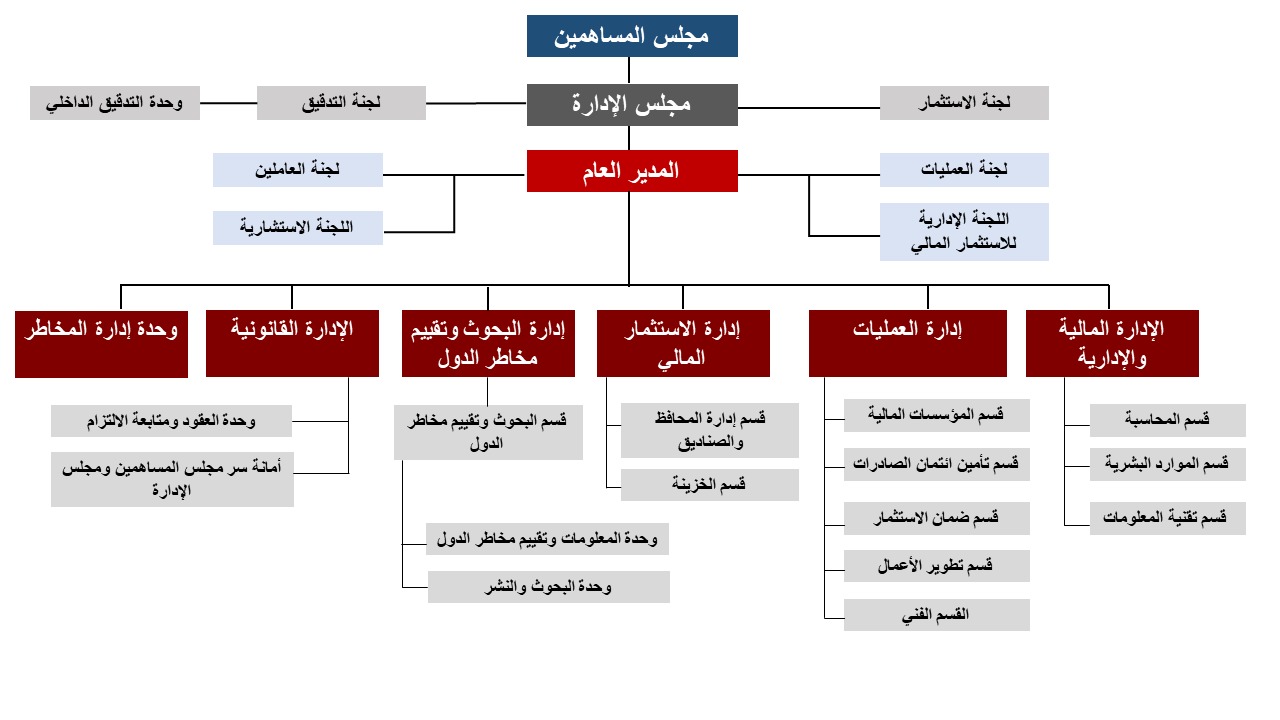 مجلس المساهمين
لجنة الاستثمار
مجلس الإدارة
لجنة التدقيق
وحدة التدقيق الداخلي
لجنة العمليات
المدير العام
لجنة العاملين
اللجنة الإدارية
للاستثمار المالي
اللجنة الاستشارية
الإدارة المالية
والإدارية
قسم المحاسبة
قسم الموارد البشرية
قسم تقنية المعلومات
إدارة العمليات
قسم المؤسسات المالية
قسم تأمين ائتمان الصادرات
قسم ضمان الاستثمار
قسم تطوير الأعمال
القسم الفني
إدارة الاستثمار
المالي
قسم إدارة المحافظ
والصناديق
قسم الخزينة
إدارة البحوث وتقييم
مخاطر الدول
قسم البحوث وتقييم مخاطر
الدول
وحدة المعلومات وتقييم مخاطر الدول
وحدة البحوث والنشر
الإدارة القانونية
وحدة العقود ومتابعة الالتزام
أمانة سر مجلس المساهمين ومجلس
الإدارة
وحدة إدارة المخاطر